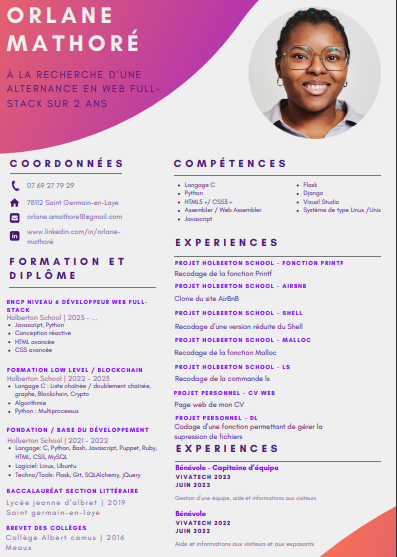 ORLANE
MATHORÉ
À LA RECHERCHE D'UNE
ALTERNANCE EN WEB FULL-
STACK SUR 2 ANS
COORDONNÉES
07 69 27 79 29
78112 Saint Germain-en-Laye
orlane.amathore18@gmail.com
www.linkedin.com/in/orlane-
mathoré
FORMATION ET
DIPLÔME
RNCP NIVEAU 6 DÉVELOPPEUR WEB FULL-
STACK
Holberton School | 2023 - ...
Javascript, Python
Conception réactive
HTML avancée
CSS avancée
FORMATION LOW LEVEL / BLOCKCHAIN
Holberton School | 2022 - 2023
Langage C : Liste chaînée / doublement chaînée,
graphe, Blockchain, Crypto
Algorithmie
Python : Multiprocessus
FONDATION / BASE DU DÉVELOPPEMENT
Holberton School | 2021 - 2022
Langage: C, Python, Bash, Javascript, Puppet, Ruby,
HTML, CSS, MySQL
Logiciel: Linux, Ubuntu
Techno/Tools: Flask, Git, SQLAlchemy, jQuery
BACCALAURÉAT SECTION LITTÉRAIRE
Lycée jeanne d'albret | 2019
Saint germain-en-laye
BREVET DES COLLÈGES
Collège Albert camus | 2016
Meaux
COMPÉTENCES
Langage C
Python
HTML5 +/ CSS3 +
Assembler / Web Assembler
Javascript
Flask
Django
Visual Studio
Système de type Linux /Unix
EXPERIENCES
PROJET HOLBERTON SCHOOL - FONCTION PRINTF
Recodage de la fonction Printf
PROJET HOLBERTON SCHOOL - AIRBNB
Clone du site AirBnB
PROJET HOLBERTON SCHOOL - SHELL
Recodage d'une version réduite du Shell
PROJET HOLBERTON SCHOOL - MALLOC
Recodage de la fonction Malloc
PROJET HOLBERTON SCHOOL - LS
Recodage de la commande ls
PROJET PERSONNEL - CV WEB
Page web de mon CV
PROJET PERSONNEL - DL
Codage d'une fonction permettant de gérer la
supression de fichiers
EXPERIENCES
Bénévole - Capitaine d'équipe
VIVATECH 2023
JUIN 2023
Gestion d'une équipe, aide et informations aux visiteurs
Bénévole
VIVATECH 2022
JUIN 2022
Aide et informations aux visiteurs et aux exposants